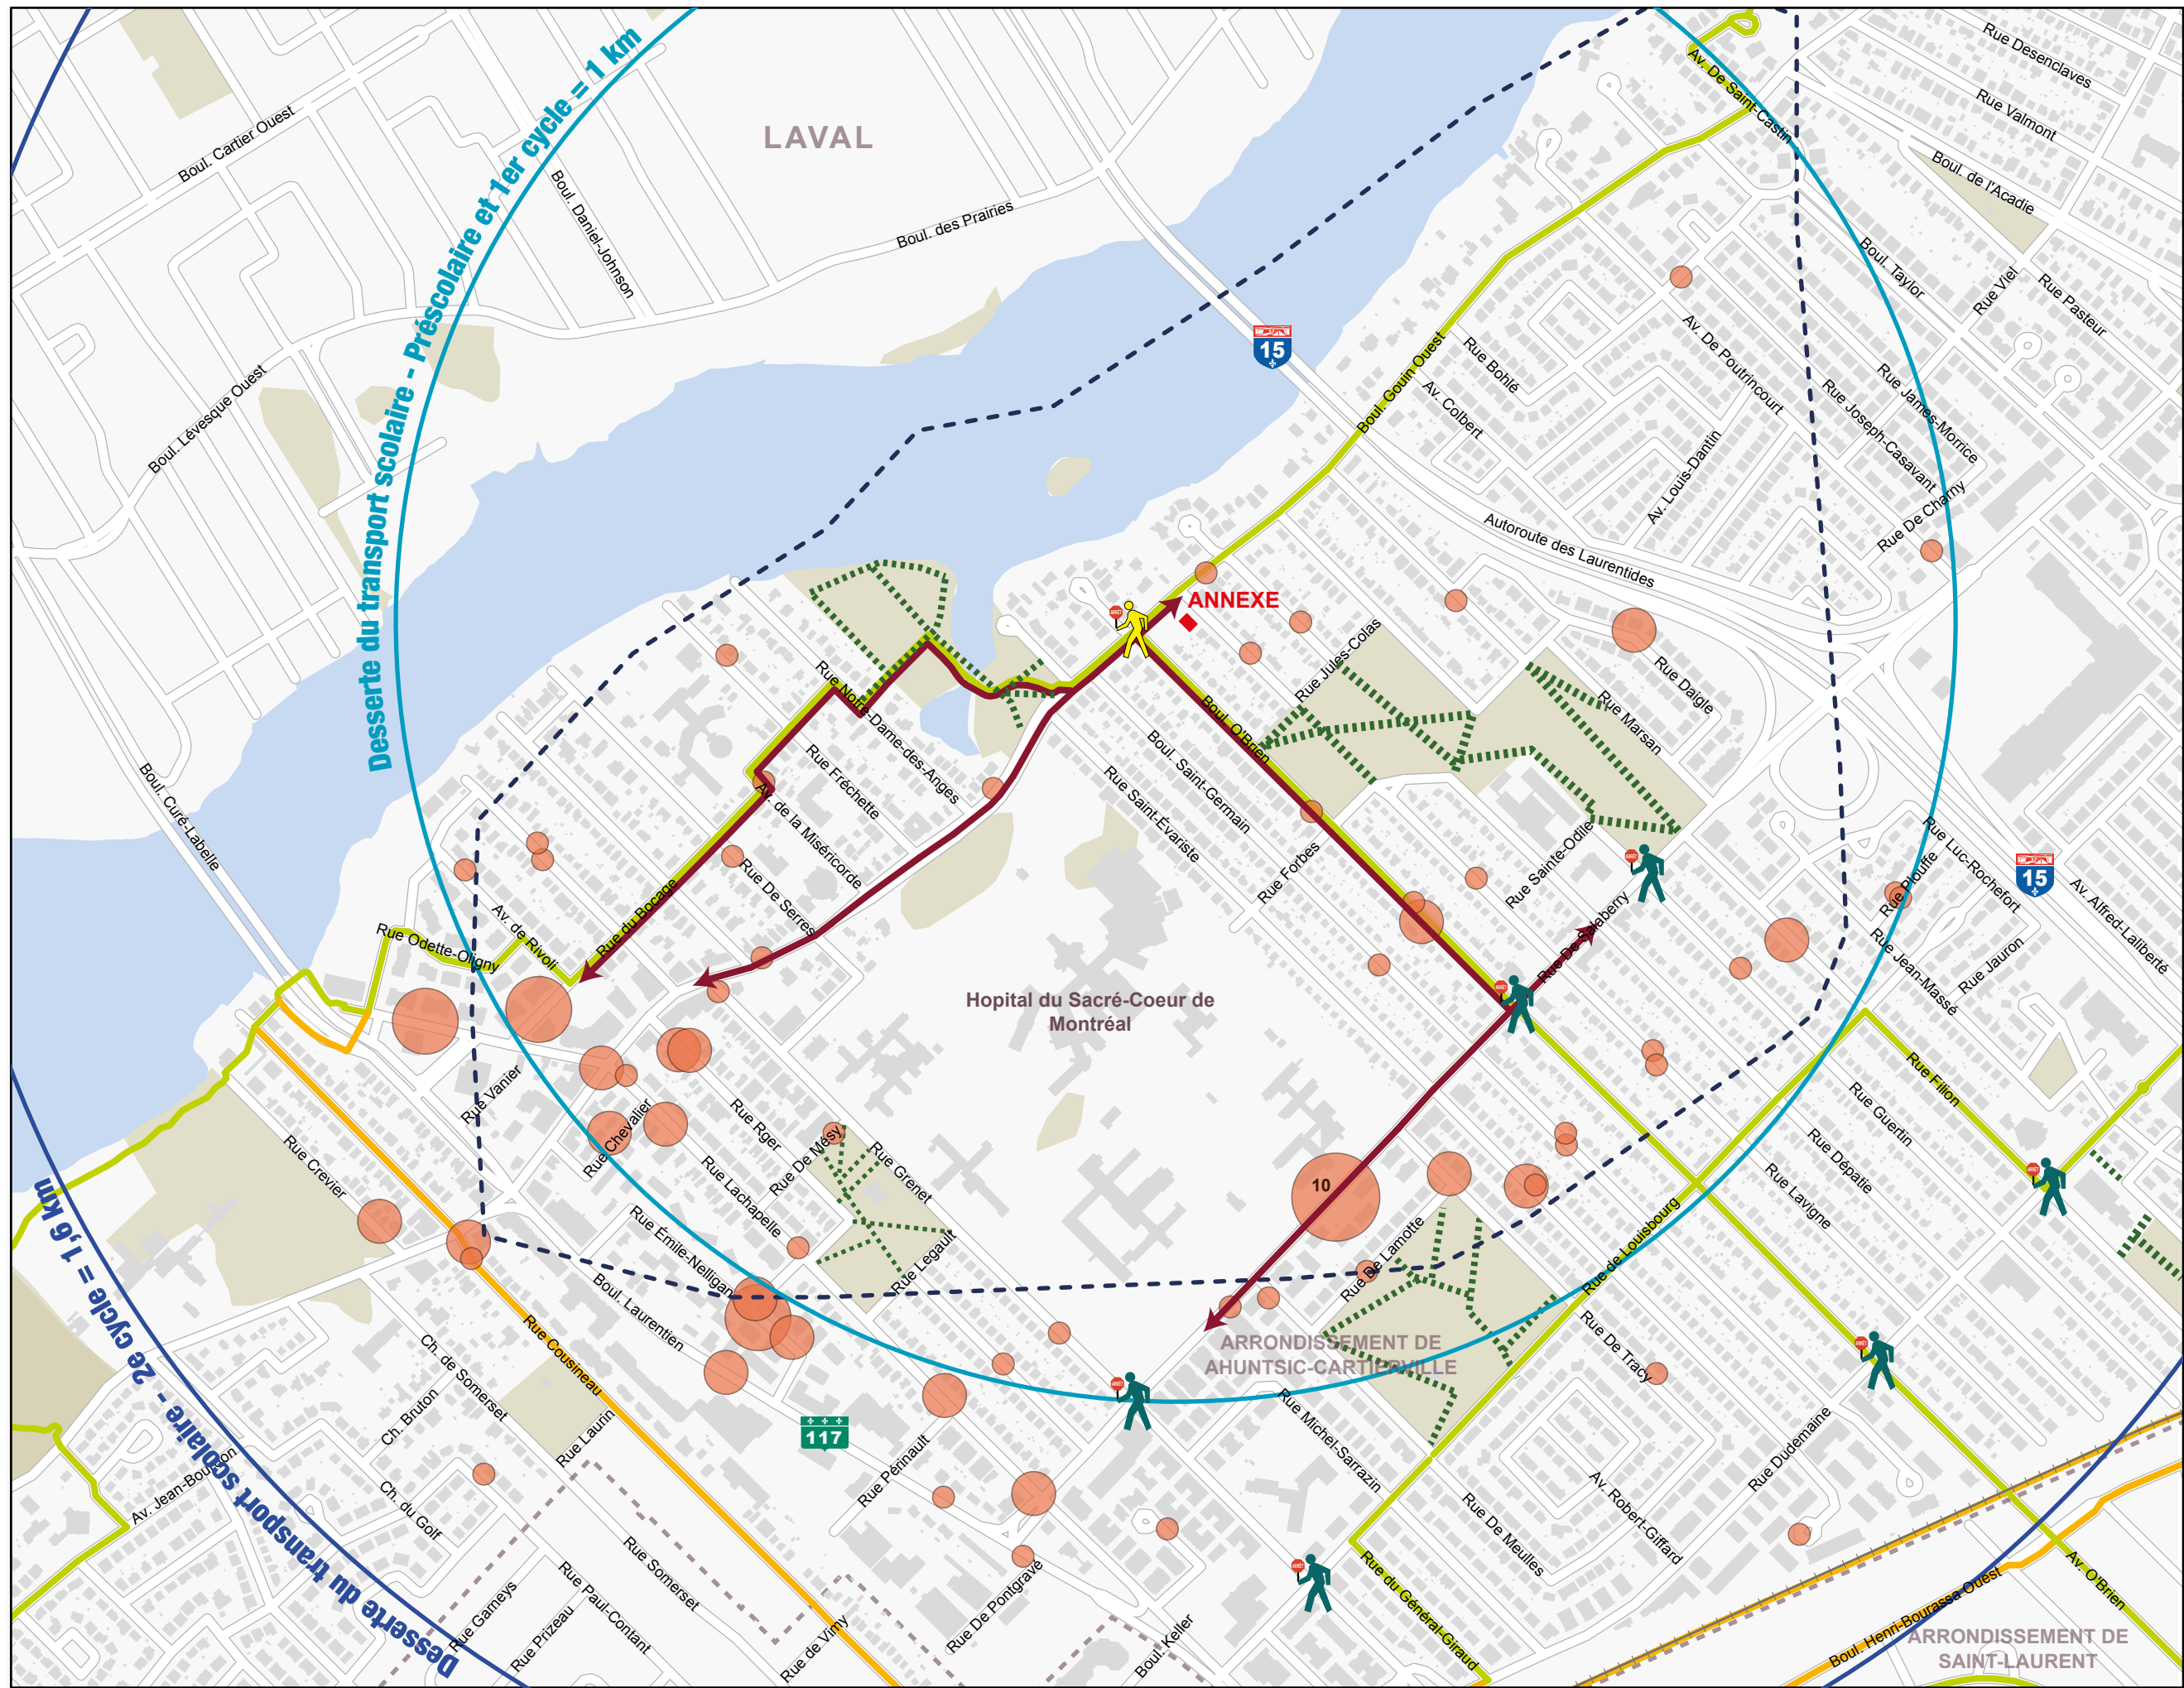 Rue Desenclaves
Av. De Saint-Castin
Rue Valmont
Boul. Cartier Ouest
LAVAL
Boul. de l'Acadie
Desserte du transport scolaire - Préscolaire et 1er cycle = 1 km
Boul. Daniel-Johnson
Boul. des Prairies
Boul. Taylor
Rue Viel
Rue Pasteur
15
Boul. Gouin Ouest
Rue Bohlé
Av. De Poutrincourt
Av. Colbert
Rue James-Morrice
Rue Joseph-Casavant
Boul. Lévesque Ouest
Av. Louis-Dantin
Rue De Charny
Autoroute des Laurentides
ARRÊT
ANNEXE
Rue Jules-Colas
Rue Daigle
Rue Marsan
Rue Notre-Dame-des-Anges
Boul. O'Brien
Boul. Saint-Germain
Rue Fréchette
Rue Saint-Évariste
Boul. Curé-Labelle
Av. de la Miséricorde
Rue Forbes
Rue Sainte-Odile
ARRÊT
Rue Luc-Rochefort
Rue Plouffe
15
Av. Alfred-Laliberté
Rue De Serres
Rue du Bocage
Av. de Rivoli
Rue Odette-Oligny
Rue De Salaberry
Rue Jean-Massé
Rue Jauron
ARRÊT
Hopital du Sacré-Coeur de
Montréal
Rue Vanier
Rue Filion
Rue Guertin
Rue Chevalier
Rue Rger
Rue De Mésy
Rue Grenet
Rue Lachapelle
Rue Crevier
Rue Dépatie
Rue Lavigne
ARRÊT
10
Rue Émile-Nelligan
Rue Legault
Rue De Lamotte
Rue de Louisbourg
Desserte du transport scolaire - 2e cycle = 1,6 km
Boul. Laurentien
Rue Cousineau
Ch. de Somerset
ARRONDISSEMENT DE
AHUNTSIC-CARTIERVILLE
Rue De Tracy
ARRÊT
ARRÊT
Ch. Bruton
Rue Laurin
117
Rue Michel-Sarrazin
Rue Périnault
Rue Dudemaine
Av. Jean-Bourdon
Ch. du Golf
Av. Robert-Giffard
Rue De Meulles
Rue Somerset
Rue Paul-Contant
ARRÊT
Rue Garneys
Rue Prizeau
Rue de Vimy
Rue De Pontgravé
Boul. Keller
Rue du Général-Giraud
Boul. Henri-Bourassa Ouest
Av. O'Brien
ARRONDISSEMENT DE
SAINT-LAURENT